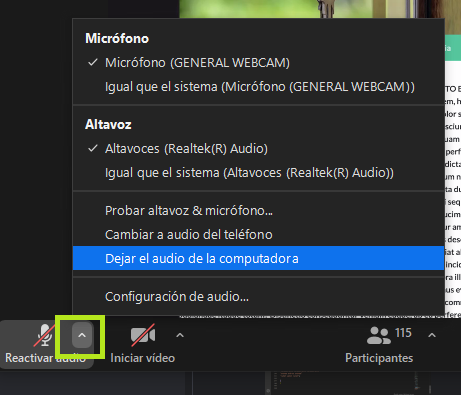 Micrófono
Micrófono (GENERAL WEBCAM)
Igual que el sistema (Micrófono (GENERAL WEBCAM))
Altavoz
Altavoces (Realtek(R) Audio)
Igual que el sistema (Altavoces (Realtek(R) Audio))
Probar altavoz & micrófono...
Cambiar a audio del teléfono
Dejar el audio de la computadora
Configuración de audio...
Reactivar audio
Iniciar vídeo
115
Participantes